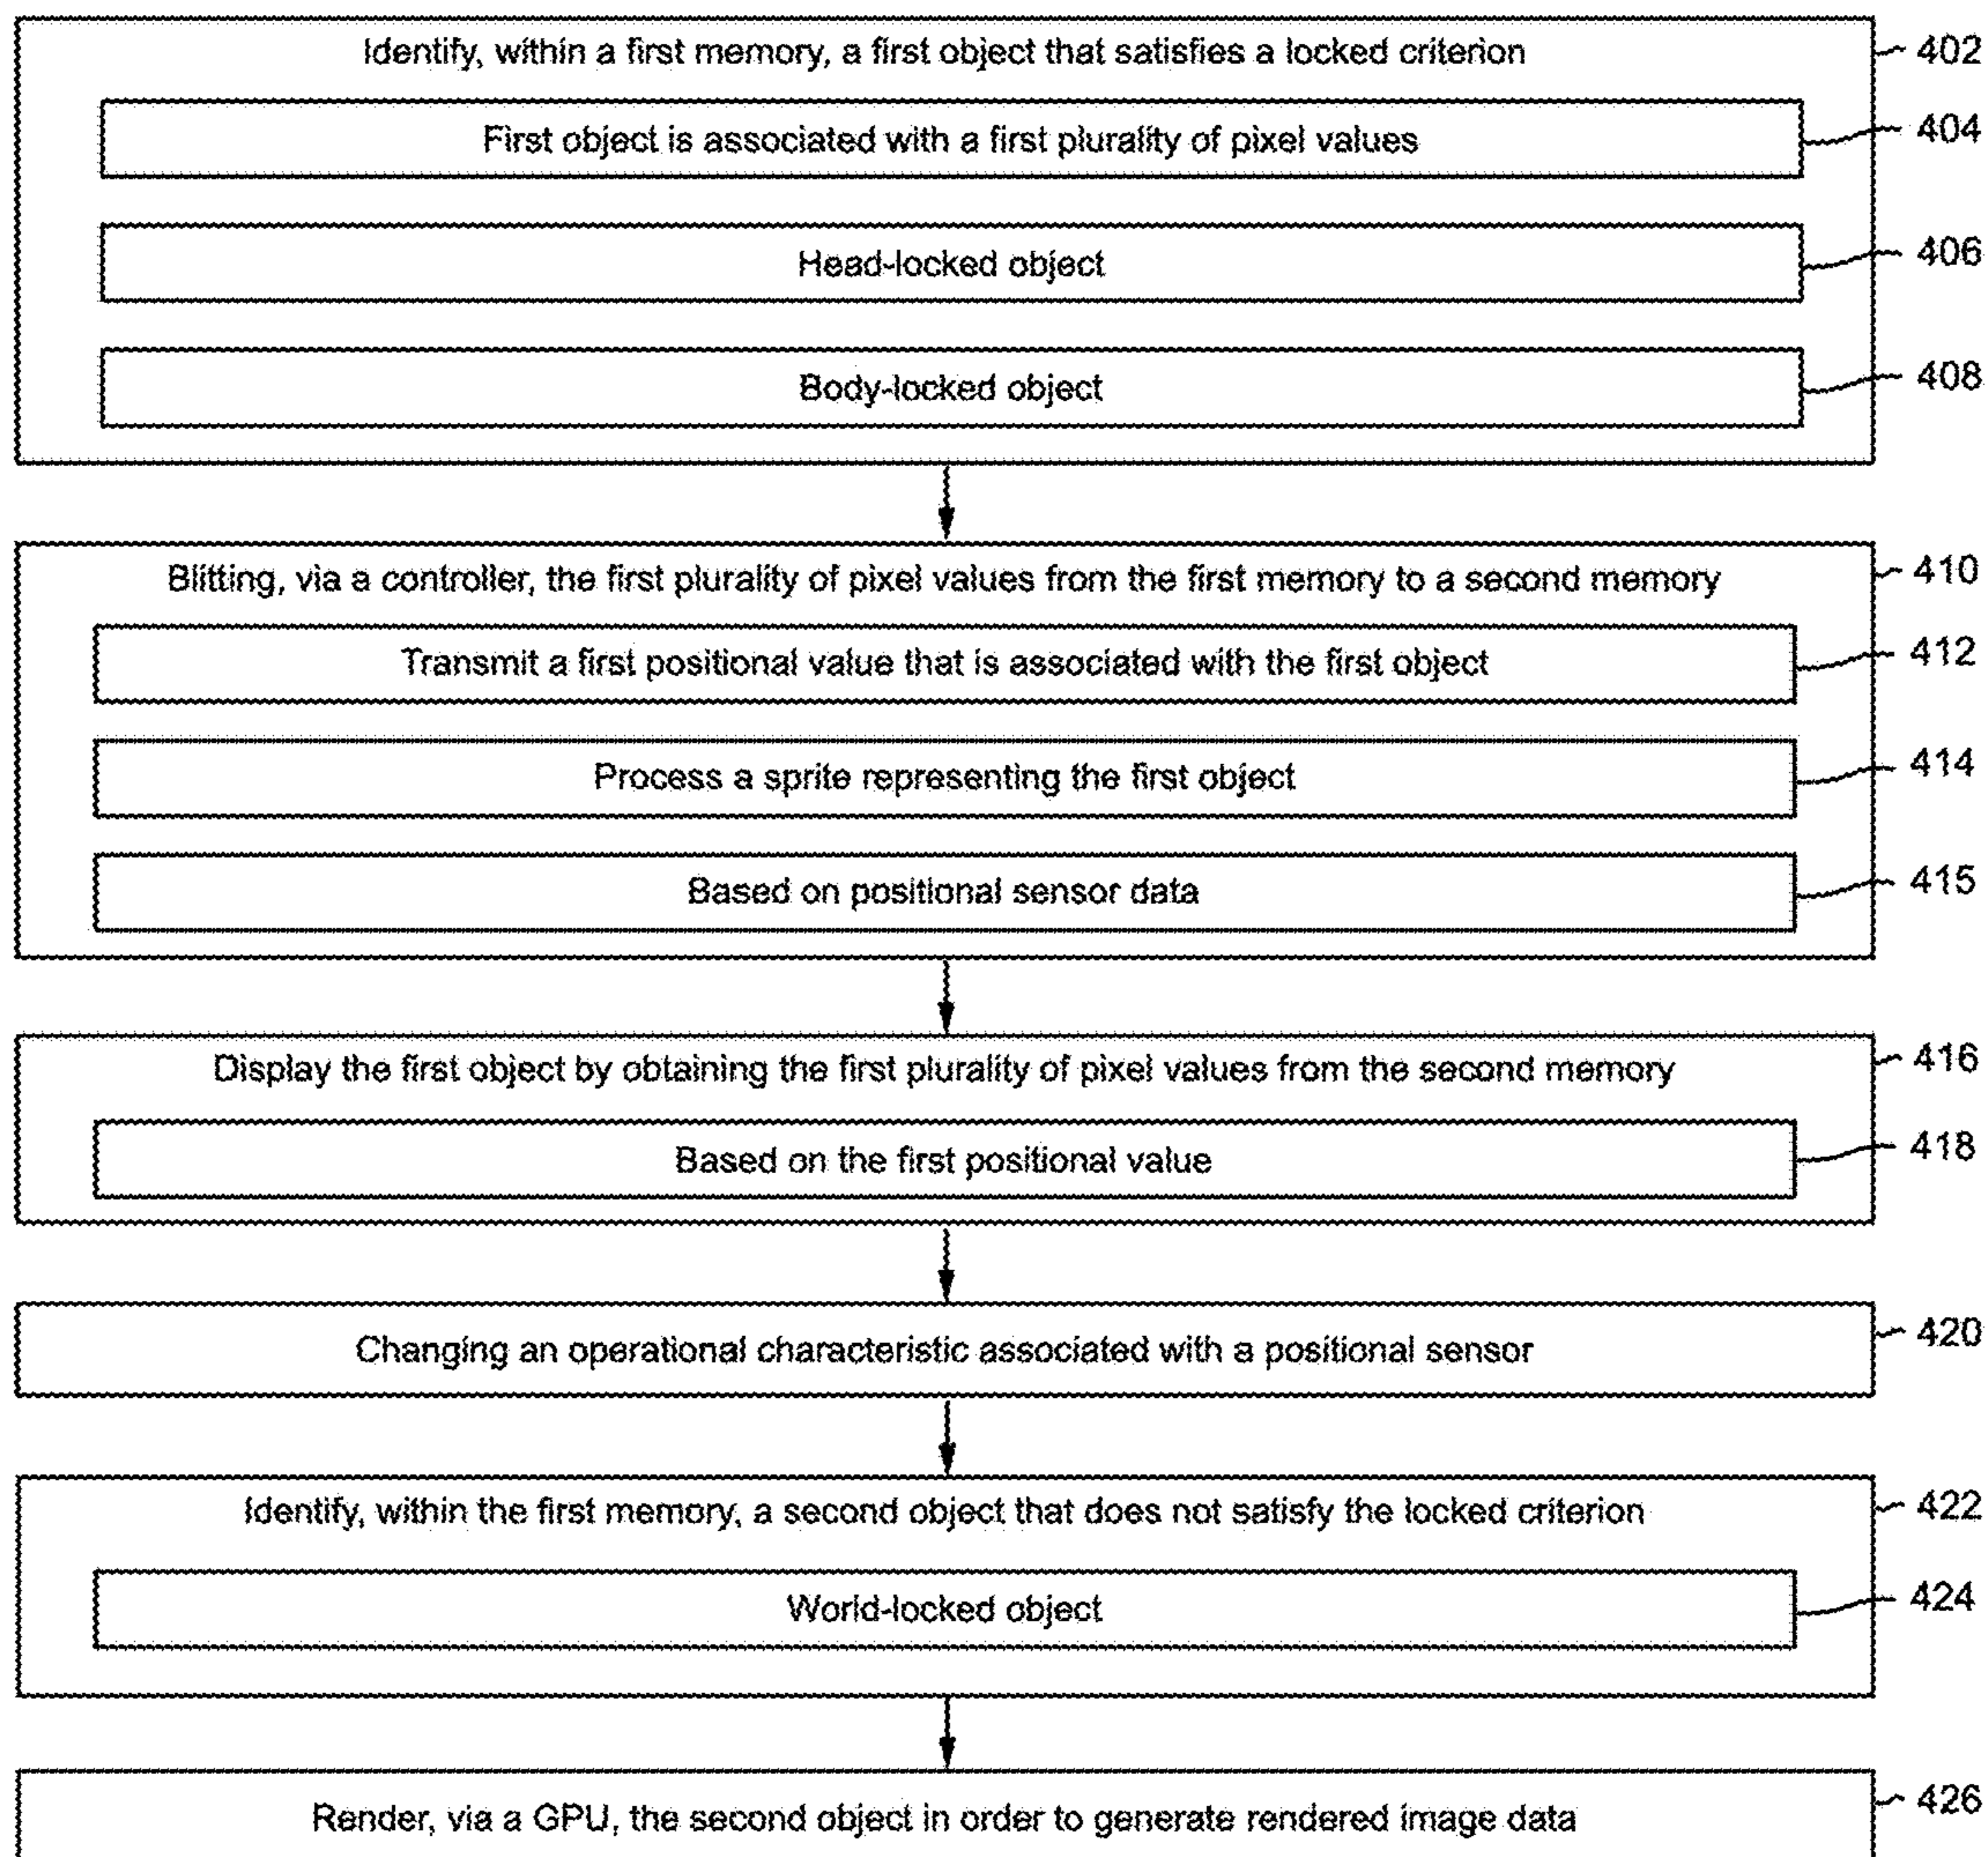 Identify, within a first memory, a first object that satisfies a locked criterion
402
First object is associated with a first plurality of pixel values
404
Head-locked object
406
Body-locked object
408
Blitting, via a controller, the first plurality of pixel values from the first memory to a second memory
410
Transmit a first positional value that is associated with the first object
412
Process a sprite representing the first object
414
Based on positional sensor data
415
Display the first object by obtaining the first plurality of pixel values from the second memory
416
Based on the first positional value
418
Changing an operational characteristic associated with a positional sensor
420
Identify, within the first memory, a second object that does not satisfy the locked criterion
422
World-locked object
424
Render, via a GPU, the second object in order to generate rendered image data
426